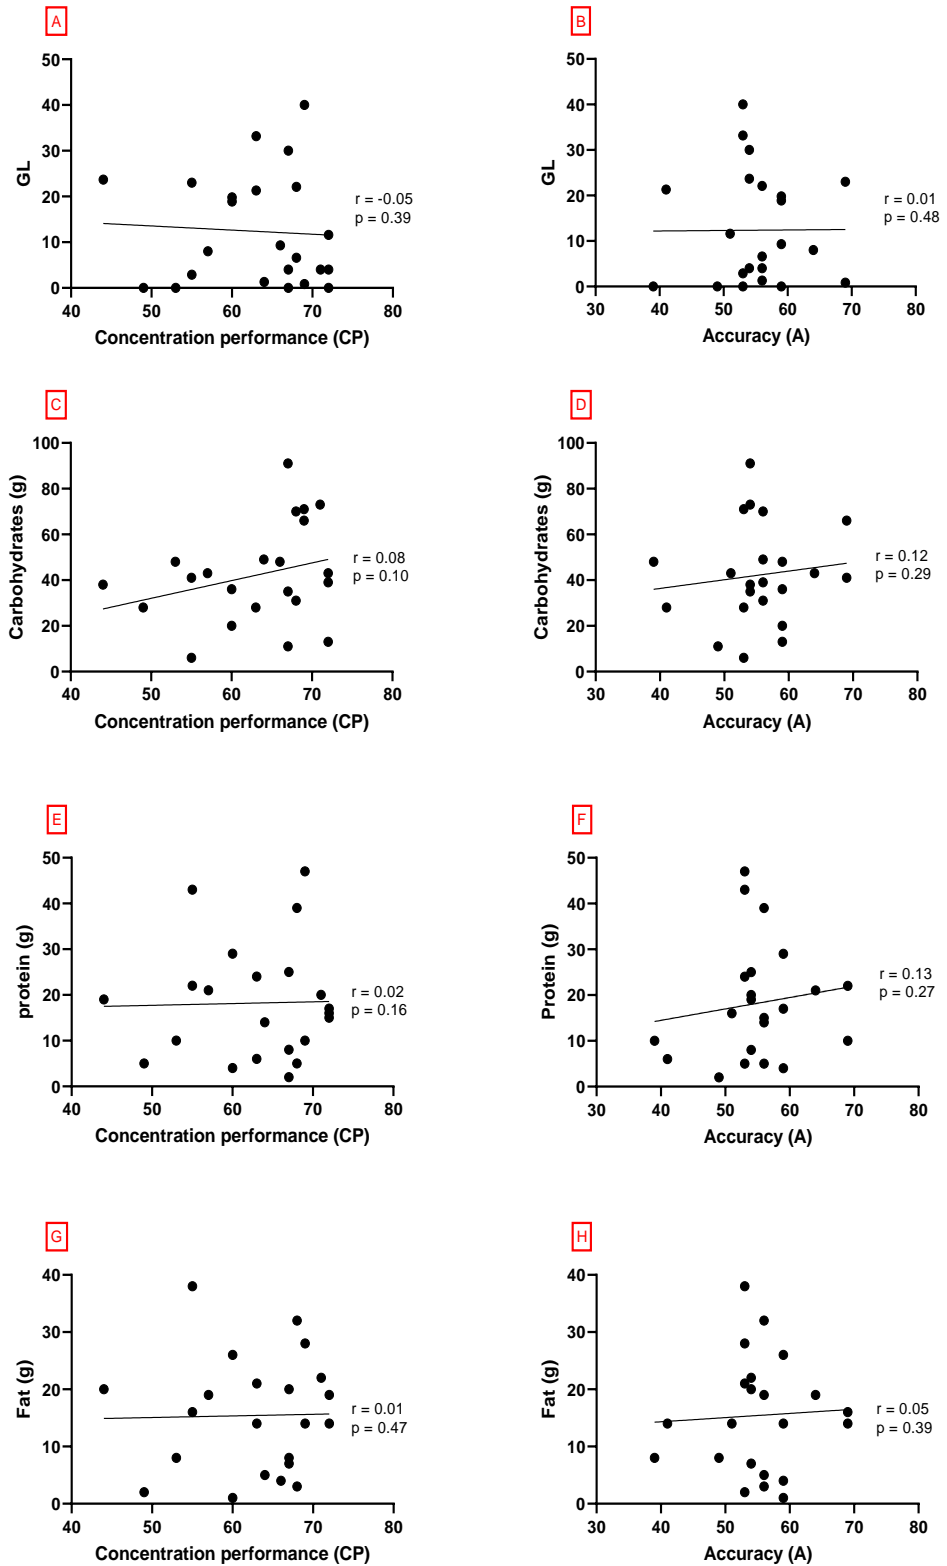 A
B
50
40
30
20
10
0
GL
r = -0.05
p = 0.39
40 50 60 70 80
Concentration performance (CP)
50
40
30
20
10
0
GL
r = 0.01
p = 0.48
30 40 50 60 70 80
Accuracy (A)
C
D
100
80
60
40
20
0
Carbohydrates (g)
r = 0.08
p = 0.10
40 50 60 70 80
Concentration performance (CP)
100
80
60
40
20
0
Carbohydrates (g)
r = 0.12
p = 0.29
30 40 50 60 70 80
Accuracy (A)
E
F
50
40
30
20
10
0
protein (g)
r = 0.02
p = 0.16
40 50 60 70 80
Concentration performance (CP)
50
40
30
20
10
0
Protein (g)
r = 0.13
p = 0.27
30 40 50 60 70 80
Accuracy (A)
G
H
40
30
20
10
0
Fat (g)
r = 0.01
p = 0.47
40 50 60 70 80
Concentration performance (CP)
40
30
20
10
0
Fat (g)
r = 0.05
p = 0.39
30 40 50 60 70 80
Accuracy (A)